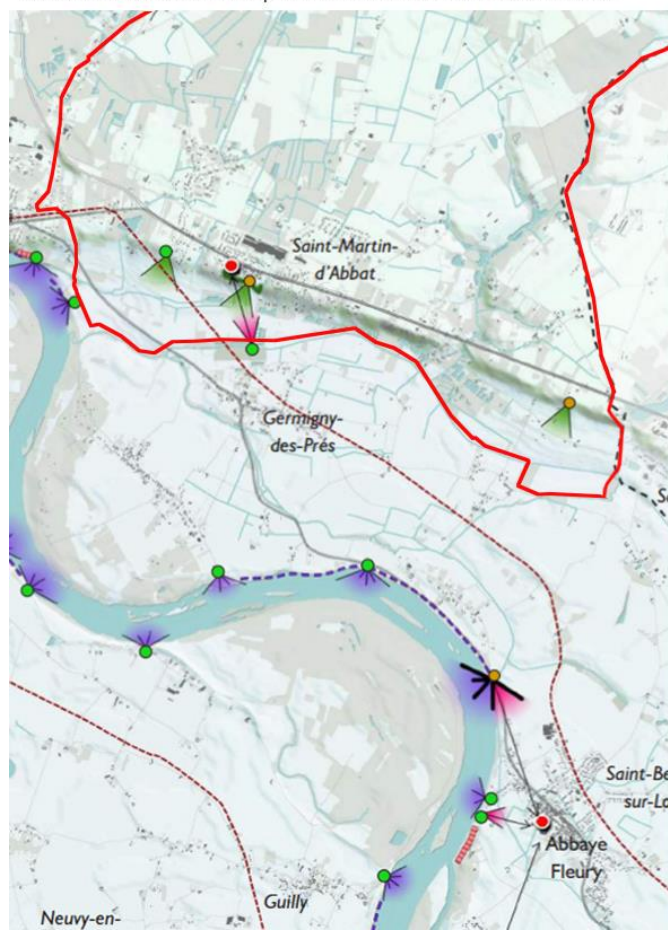 Saint-Martin-
d'Abbat
Germigny-
des-Prés
Saint-Be
sur-Lo
Abbaye
Fleury
Guilly
Neuvy-en-